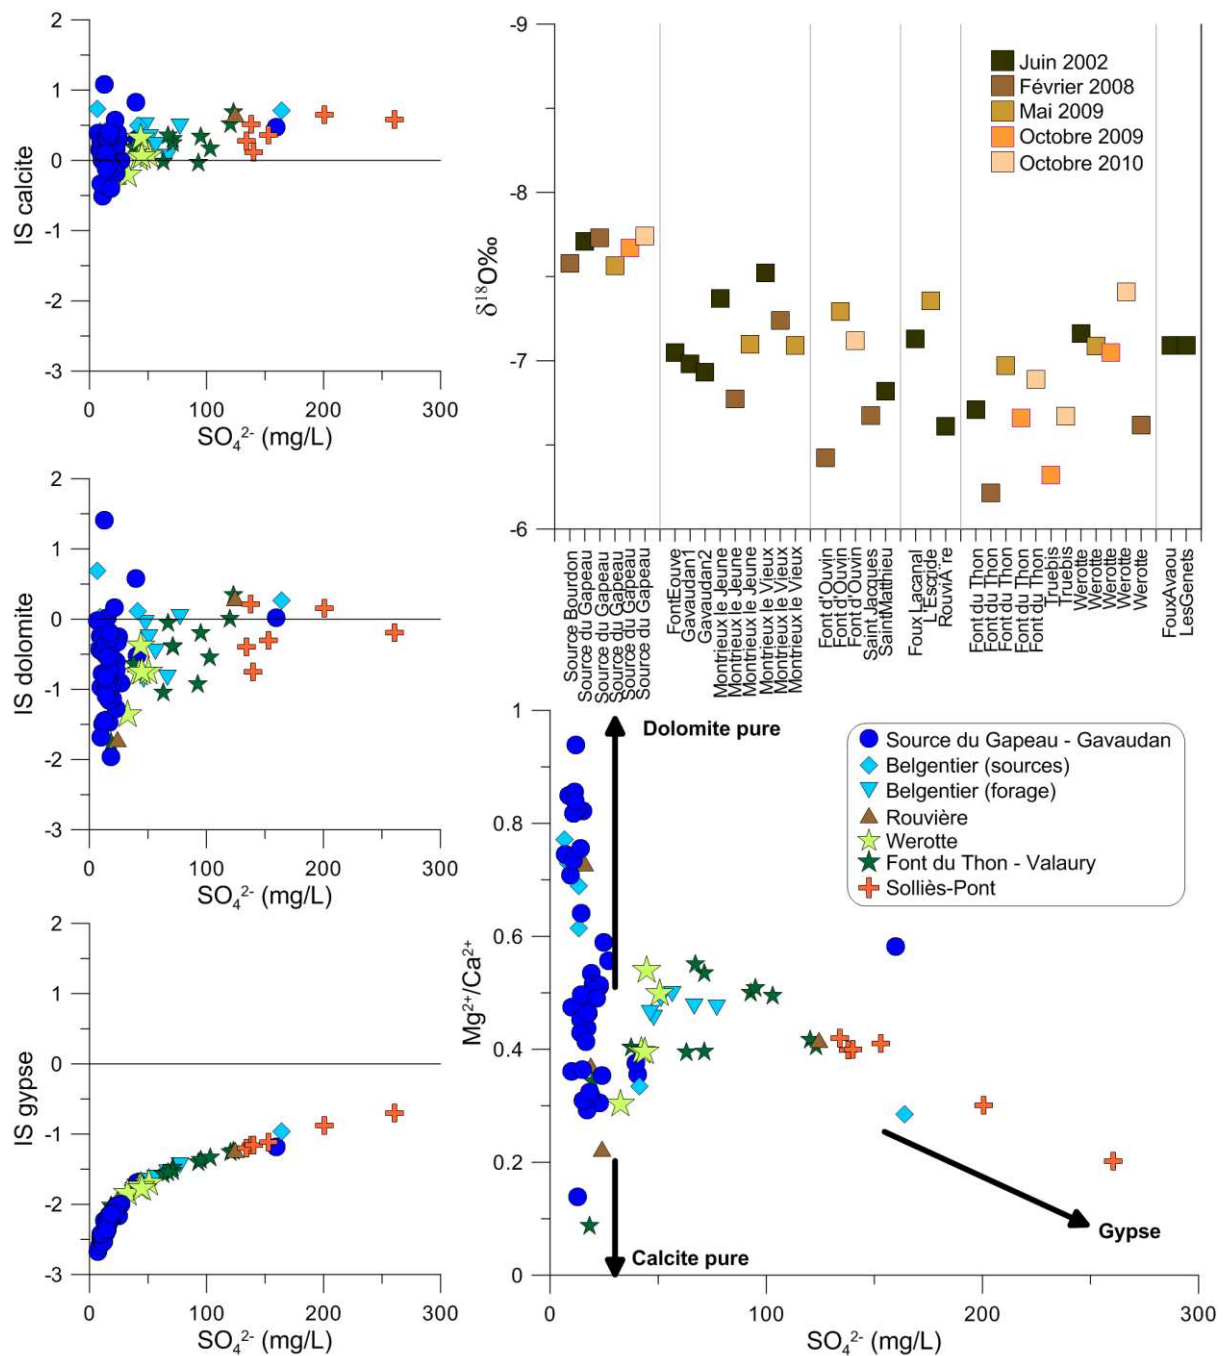 2
1
0
-1
-2
-3
IS calcite
0
100
200
300
SO₄²⁻ (mg/L)
2
1
0
-1
-2
-3
IS dolomite
0
100
200
300
SO₄²⁻ (mg/L)
2
1
0
-1
-2
-3
IS gypse
0
100
200
300
SO₄²⁻ (mg/L)
-9
-8
-7
-6
δ¹⁸O‰
Juin 2002
Février 2008
Mai 2009
Octobre 2009
Octobre 2010
Source Bourdon
Source du Gapeau
Source du Gapeau
Source du Gapeau
Source du Gapeau
Source du Gapeau
FontEouve
Gavaudan1
Gavaudan2
Montrieux le Jeune
Montrieux le Jeune
Montrieux le Jeune
Montrieux le Vieux
Montrieux le Vieux
Montrieux le Vieux
Font d'Ouvin
Font d'Ouvin
Font d'Ouvin
Saint Jacques
SaintMatthieu
Foux Lacanal
L'Escride
RouviÃ¨re
Font du Thon
Font du Thon
Font du Thon
Font du Thon
Font du Thon
Truebis
Truebis
Werotte
Werotte
Werotte
Werotte
Werotte
FouxAvaou
LesGenets
1
0.8
0.6
0.4
0.2
0
Mg²⁺/Ca²⁺
Dolomite pure
Source du Gapeau - Gavaudan
Belgentier (sources)
Belgentier (forage)
Rouvière
Werotte
Font du Thon - Valaury
Solliès-Pont
Gypse
Calcite pure
0
100
200
300
SO₄²⁻ (mg/L)